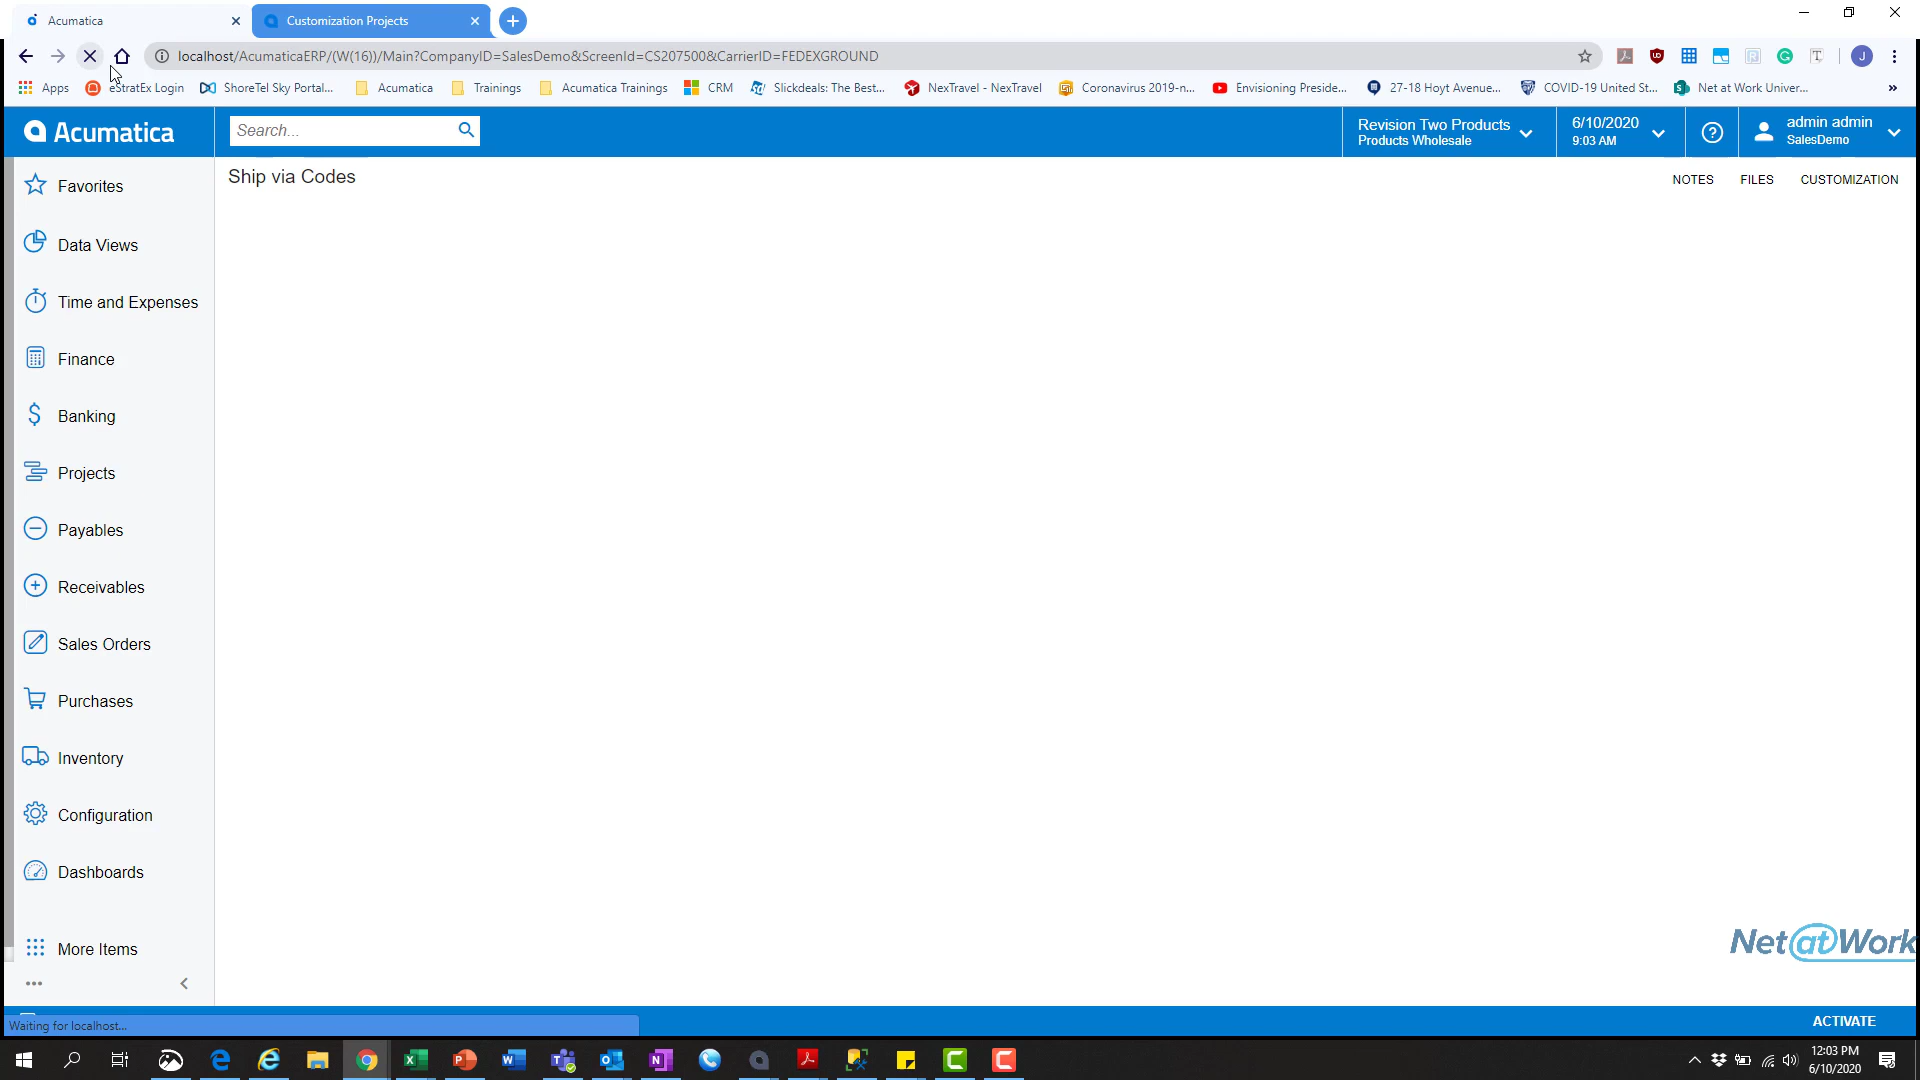 Acumatica
Customization Projects
localhost/AcumaticaERP/(W(16))/Main?CompanyID=SalesDemo&ScreenId=CS207500&CarrierID=FEDEXGROUND
Apps
eStratEx Login
ShoreTel Sky Portal...
Acumatica
Trainings
Acumatica Trainings
CRM
Slickdeals: The Best...
NexTravel - NexTravel
Coronavirus 2019-n...
Envisioning Preside...
27-18 Hoyt Avenue...
COVID-19 United St...
Net at Work Univer...
»
Acumatica
Search...
Revision Two Products
Products Wholesale
6/10/2020
9:03 AM
admin admin
SalesDemo
Favorites
Data Views
Time and Expenses
Finance
Banking
Projects
Payables
Receivables
Sales Orders
Purchases
Inventory
Configuration
Dashboards
More Items
Ship via Codes
NOTES
FILES
CUSTOMIZATION
NetatWork
Waiting for localhost...
ACTIVATE
12:03 PM
6/10/2020